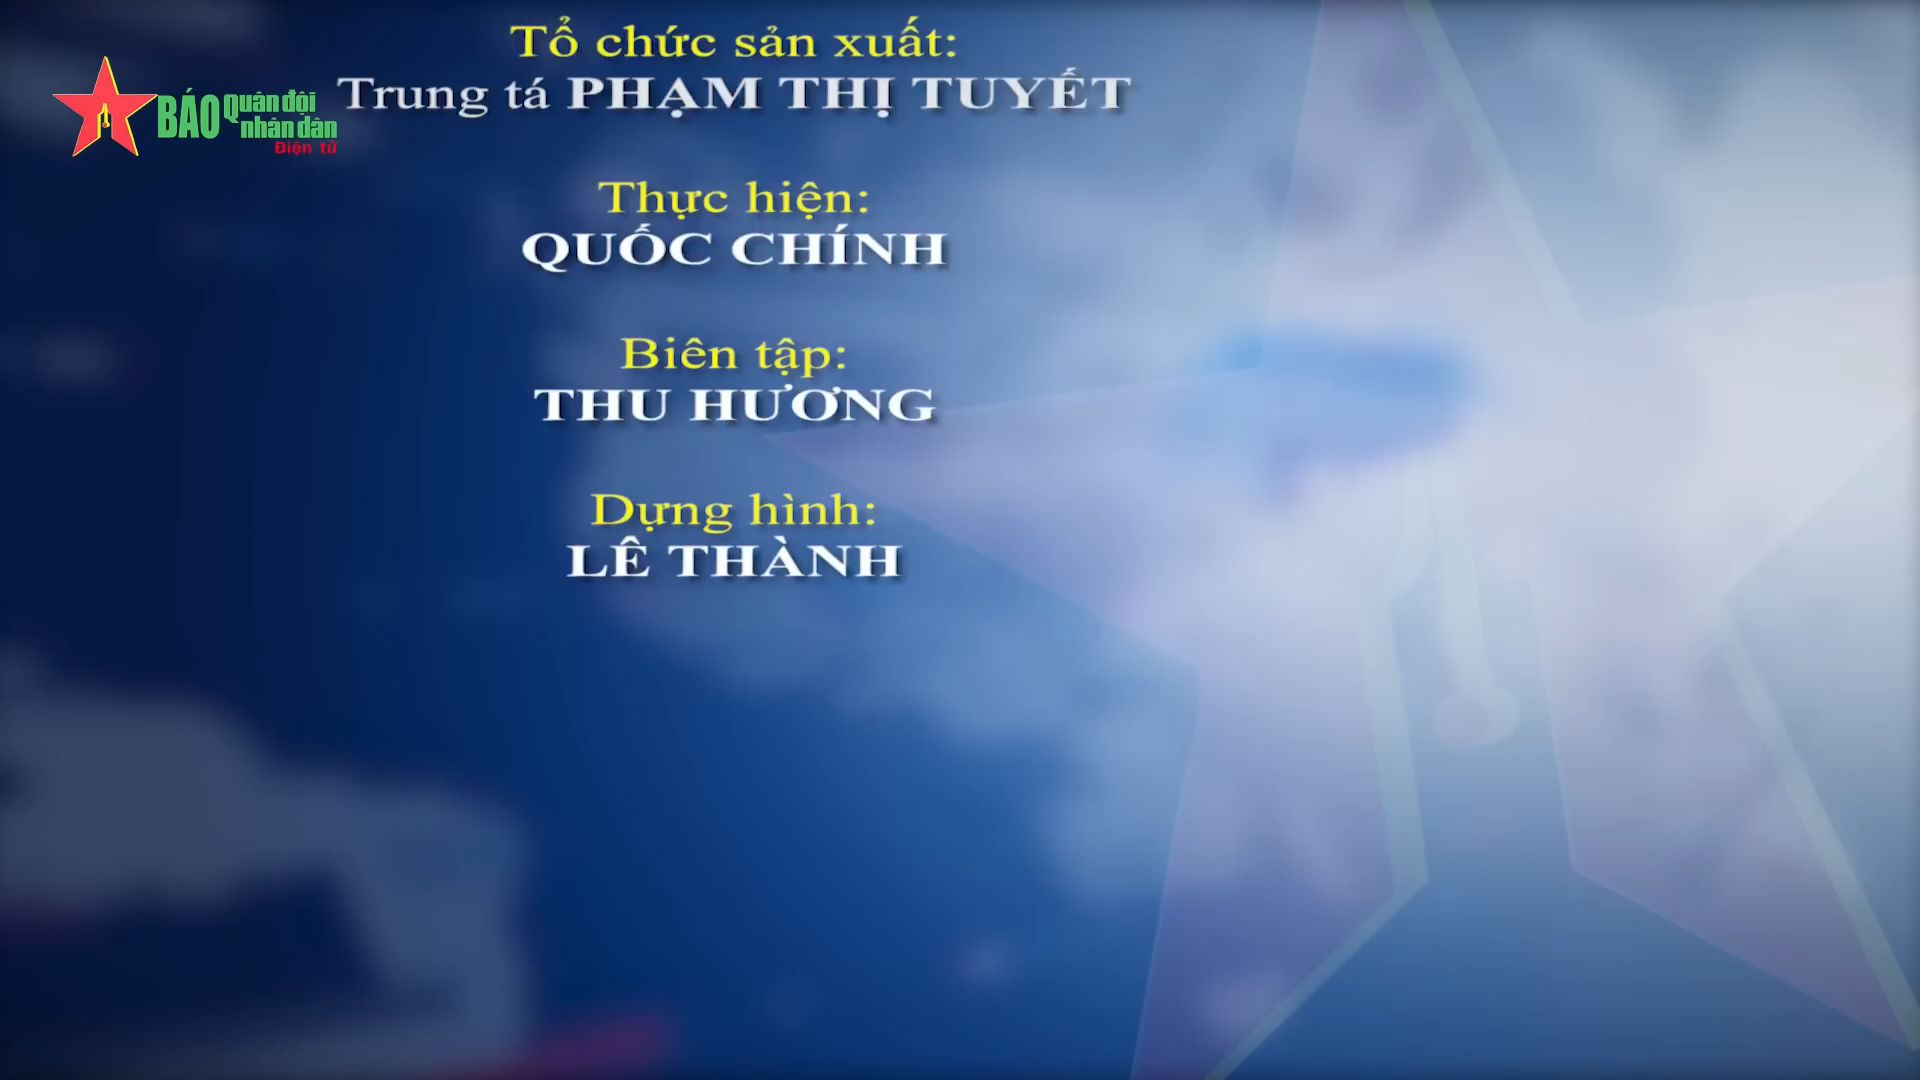 Tổ chức sản xuất:
Trung tá PHẠM THỊ TUYẾT
BÁO Quân đội
nhân dân
Điện tử
Thực hiện:
QUỐC CHÍNH
Biên tập:
THU HƯƠNG
Dựng hình:
LÊ THÀNH